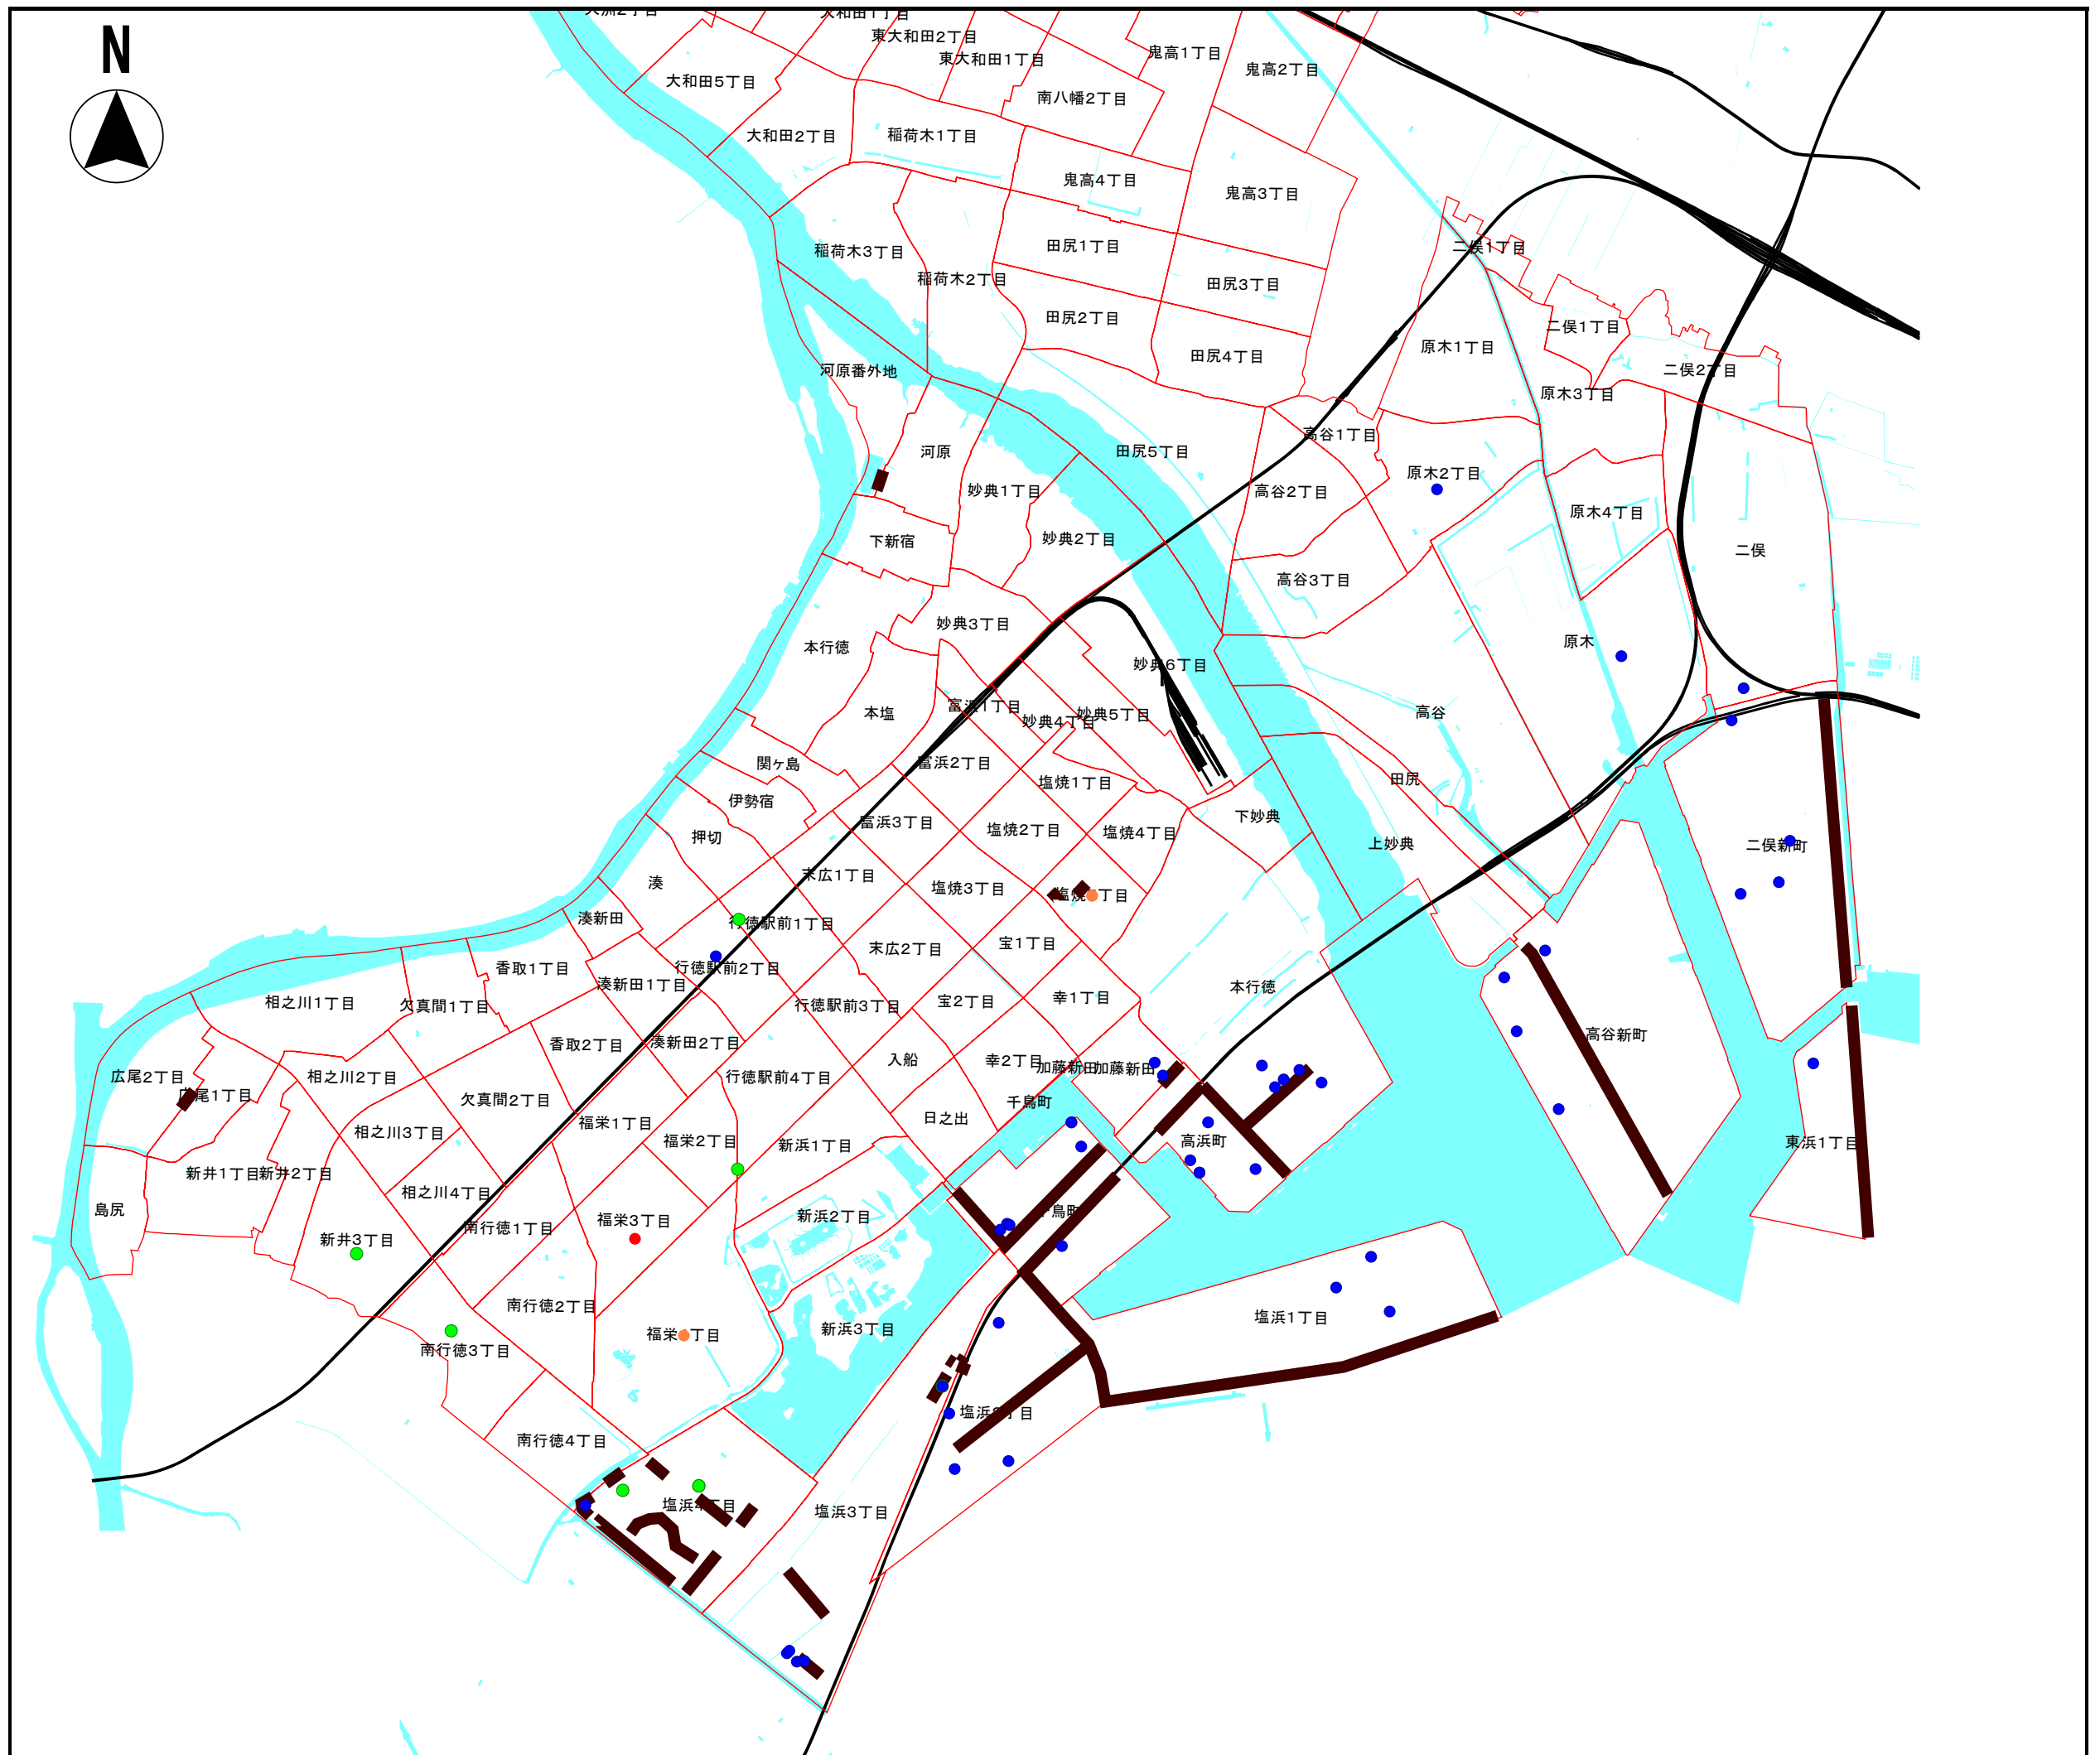 N
大和田1丁目
東大和田2丁目
東大和田1丁目
鬼高1丁目
鬼高2丁目
大和田5丁目
南八幡2丁目
大和田2丁目
稲荷木1丁目
鬼高4丁目
鬼高3丁目
稲荷木3丁目
田尻1丁目
二俣1丁目
稲荷木2丁目
田尻3丁目
田尻2丁目
二俣1丁目
田尻4丁目
原木1丁目
河原番外地
二俣2丁目
原木3丁目
高谷1丁目
河原
田尻5丁目
原木2丁目
妙典1丁目
高谷2丁目
原木4丁目
下新宿
妙典2丁目
二俣
高谷3丁目
妙典3丁目
本行徳
原木
妙典6丁目
富浜1丁目
本塩
妙典4丁目
妙典5丁目
高谷
関ヶ島
富浜2丁目
塩焼1丁目
田尻
伊勢宿
下妙典
富浜3丁目
塩焼2丁目
塩焼4丁目
押切
上妙典
二俣新町
末広1丁目
湊
塩焼3丁目
塩焼 丁目
湊新田
行徳駅前1丁目
末広2丁目
宝1丁目
香取1丁目
行徳駅前2丁目
湊新田1丁目
本行徳
相之川1丁目
欠真間1丁目
行徳駅前3丁目
宝2丁目
幸1丁目
高谷新町
香取2丁目
湊新田2丁目
入船
幸2丁目
加藤新田
加藤新田
広尾2丁目
相之川2丁目
行徳駅前4丁目
広尾1丁目
欠真間2丁目
千鳥町
福栄1丁目
日之出
相之川3丁目
福栄2丁目
新浜1丁目
高浜町
東浜1丁目
新井1丁目
新井2丁目
相之川4丁目
島尻
千鳥町
福栄3丁目
新浜2丁目
南行徳1丁目
新井3丁目
南行徳2丁目
塩浜1丁目
福栄 丁目
新浜3丁目
南行徳3丁目
塩浜2丁目
南行徳4丁目
塩浜4丁目
塩浜3丁目